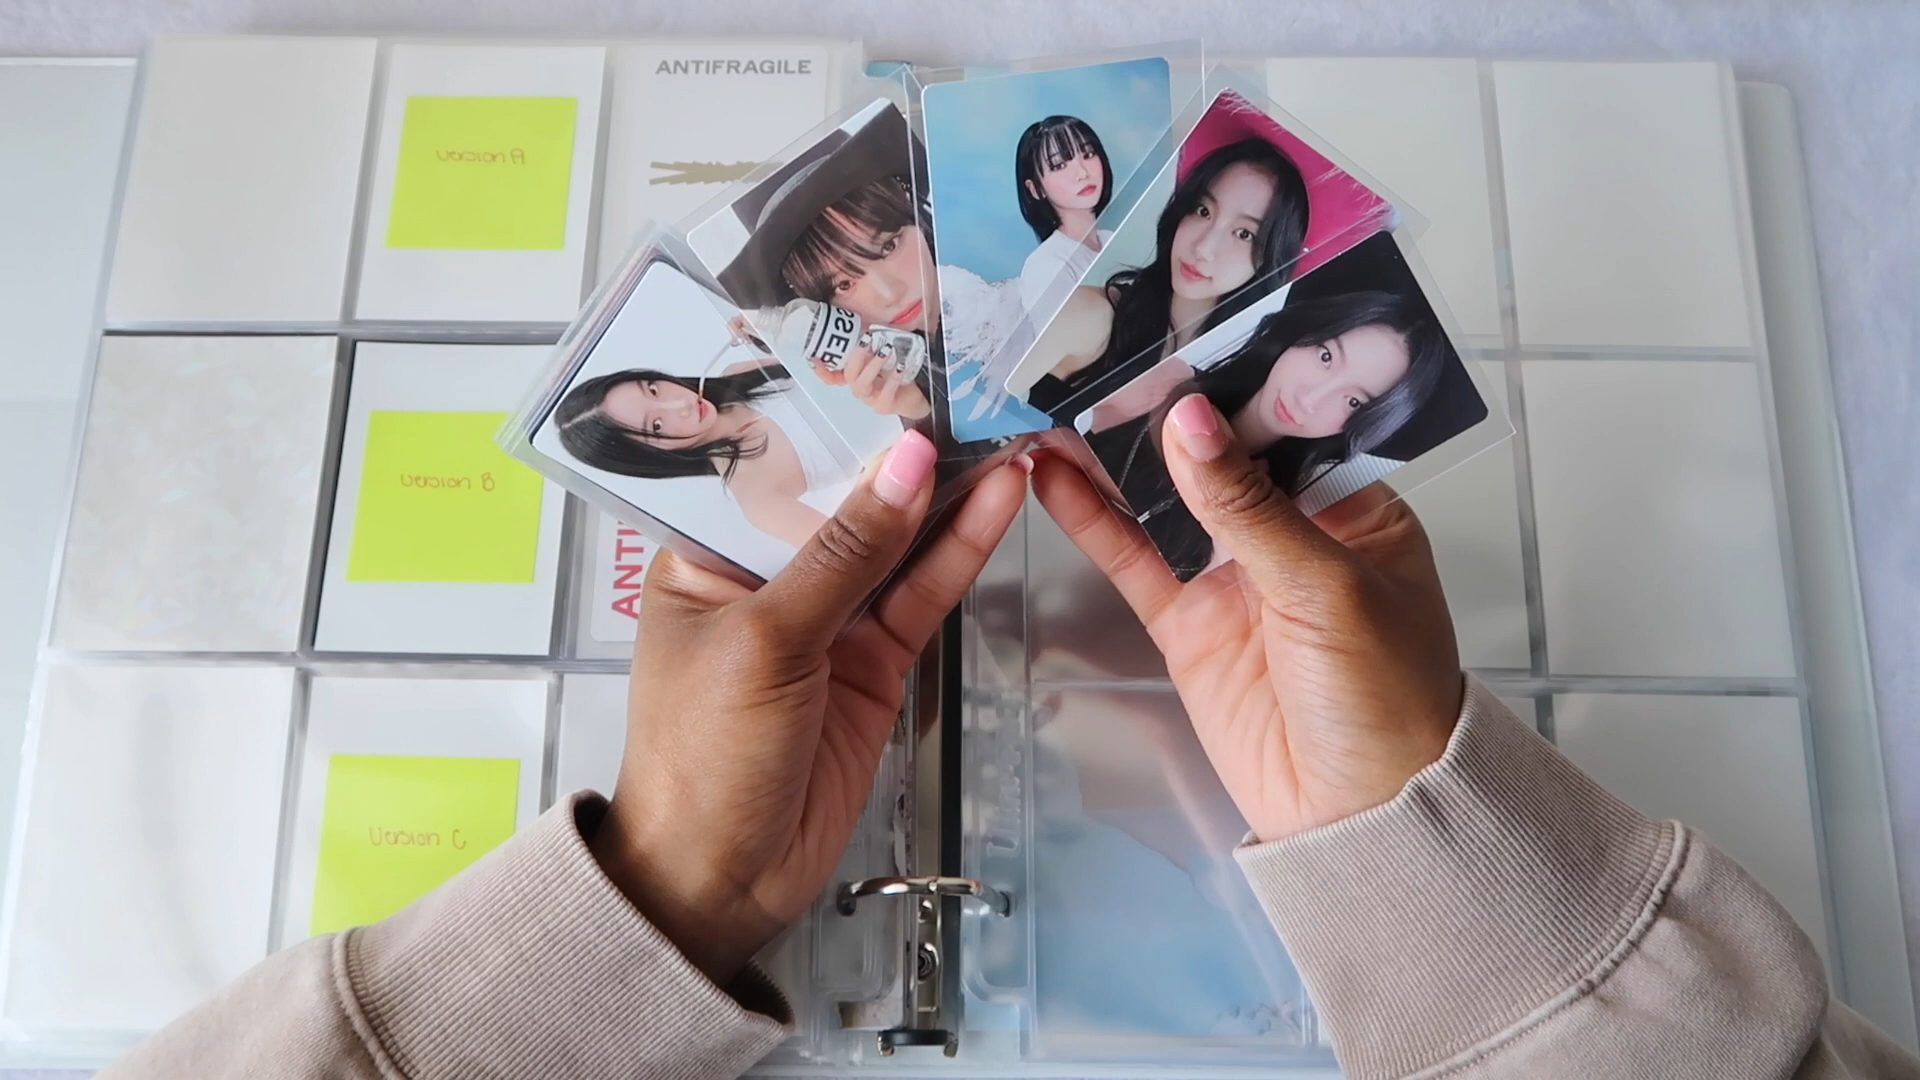 ANTIFRAGILE
version A
version B
ANTI
version C